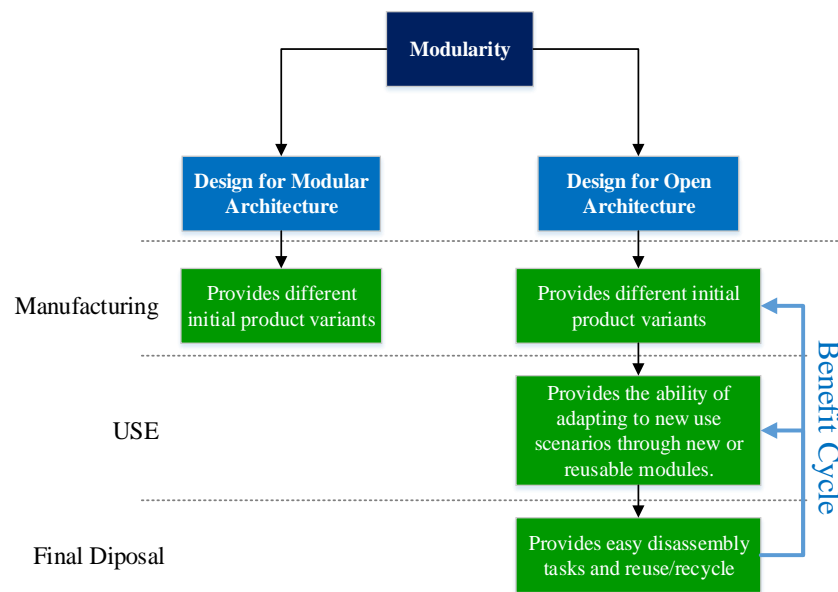 Modularity
Design for Modular
Architecture
Design for Open
Architecture
Manufacturing
Provides different
initial product variants
Provides different initial
product variants
USE
Provides the ability of
adapting to new use
scenarios through new or
reusable modules.
Final Diposal
Provides easy disassembly
tasks and reuse/recycle
Benefit Cycle